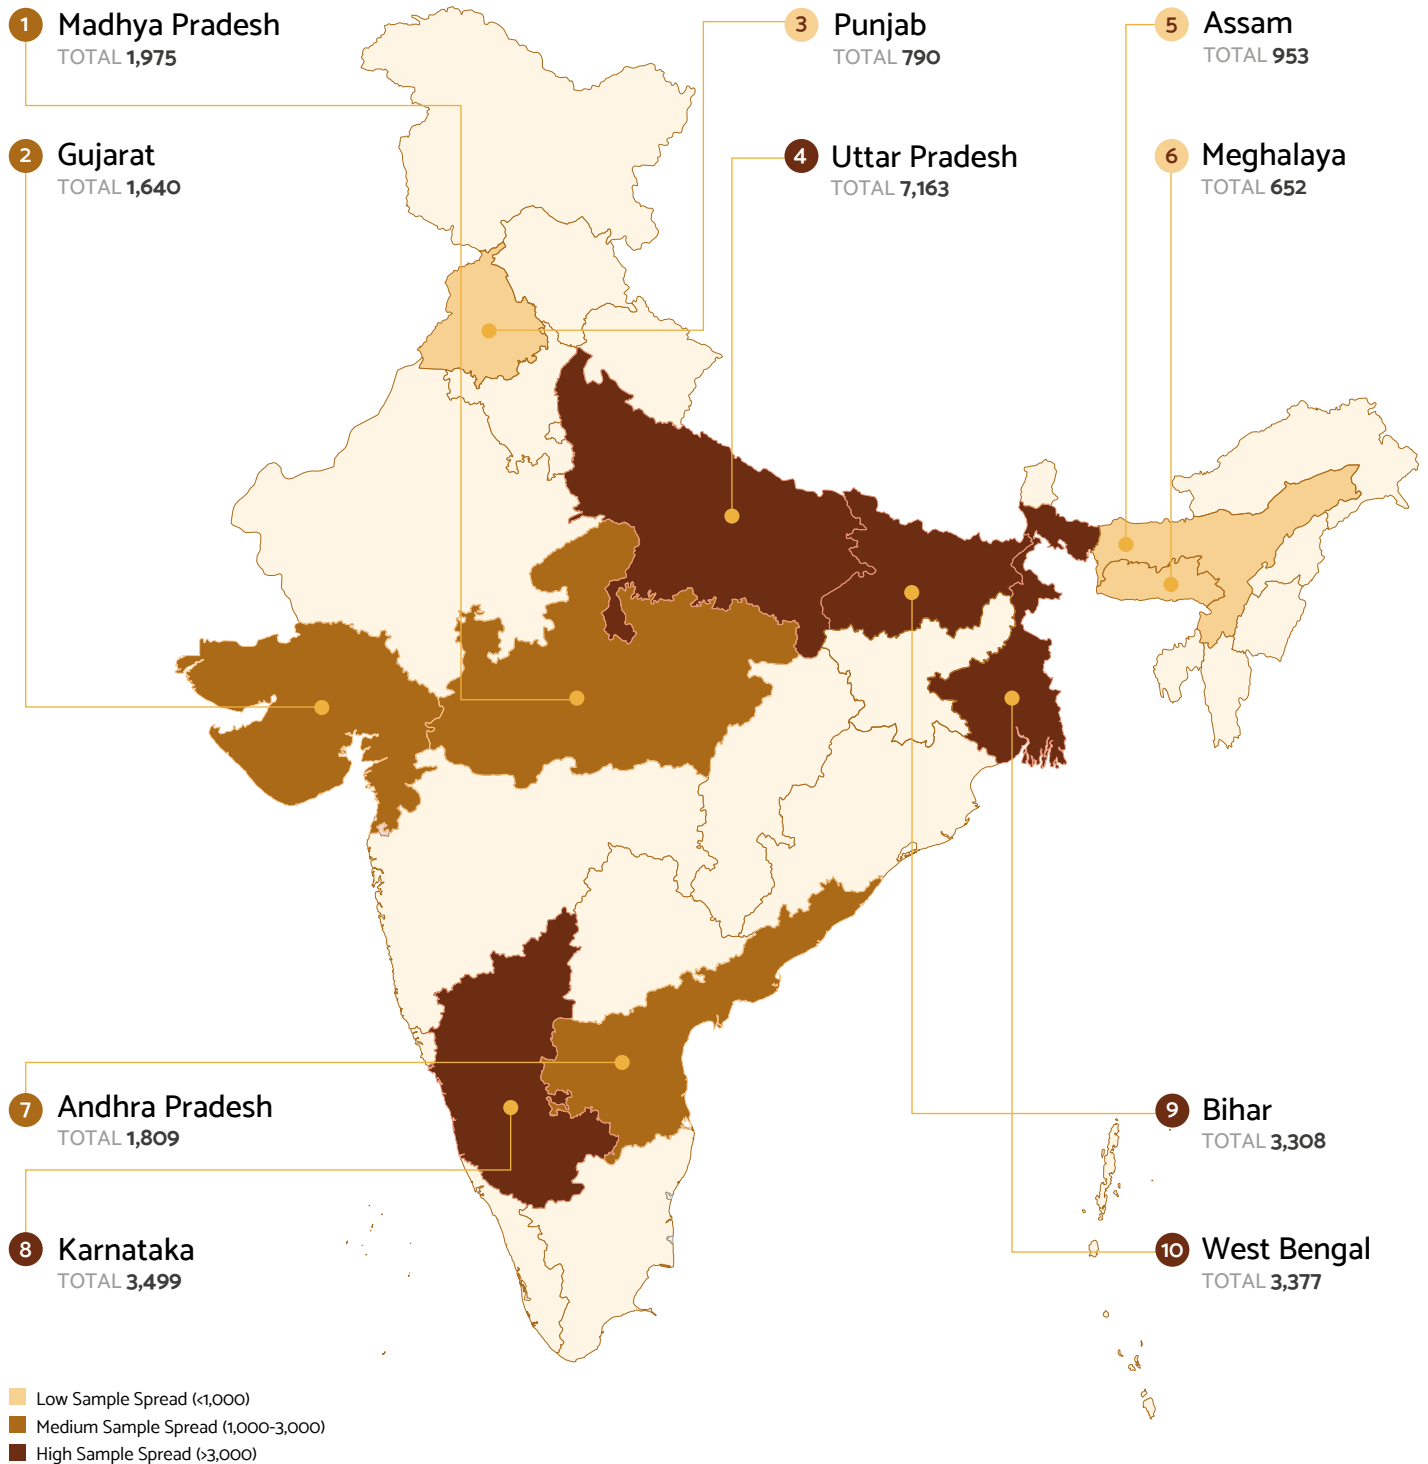 1 Madhya Pradesh
TOTAL 1,975
2 Gujarat
TOTAL 1,640
3 Punjab
TOTAL 790
4 Uttar Pradesh
TOTAL 7,163
5 Assam
TOTAL 953
6 Meghalaya
TOTAL 652
7 Andhra Pradesh
TOTAL 1,809
8 Karnataka
TOTAL 3,499
9 Bihar
TOTAL 3,308
10 West Bengal
TOTAL 3,377
Low Sample Spread (<1,000)
Medium Sample Spread (1,000-3,000)
High Sample Spread (>3,000)